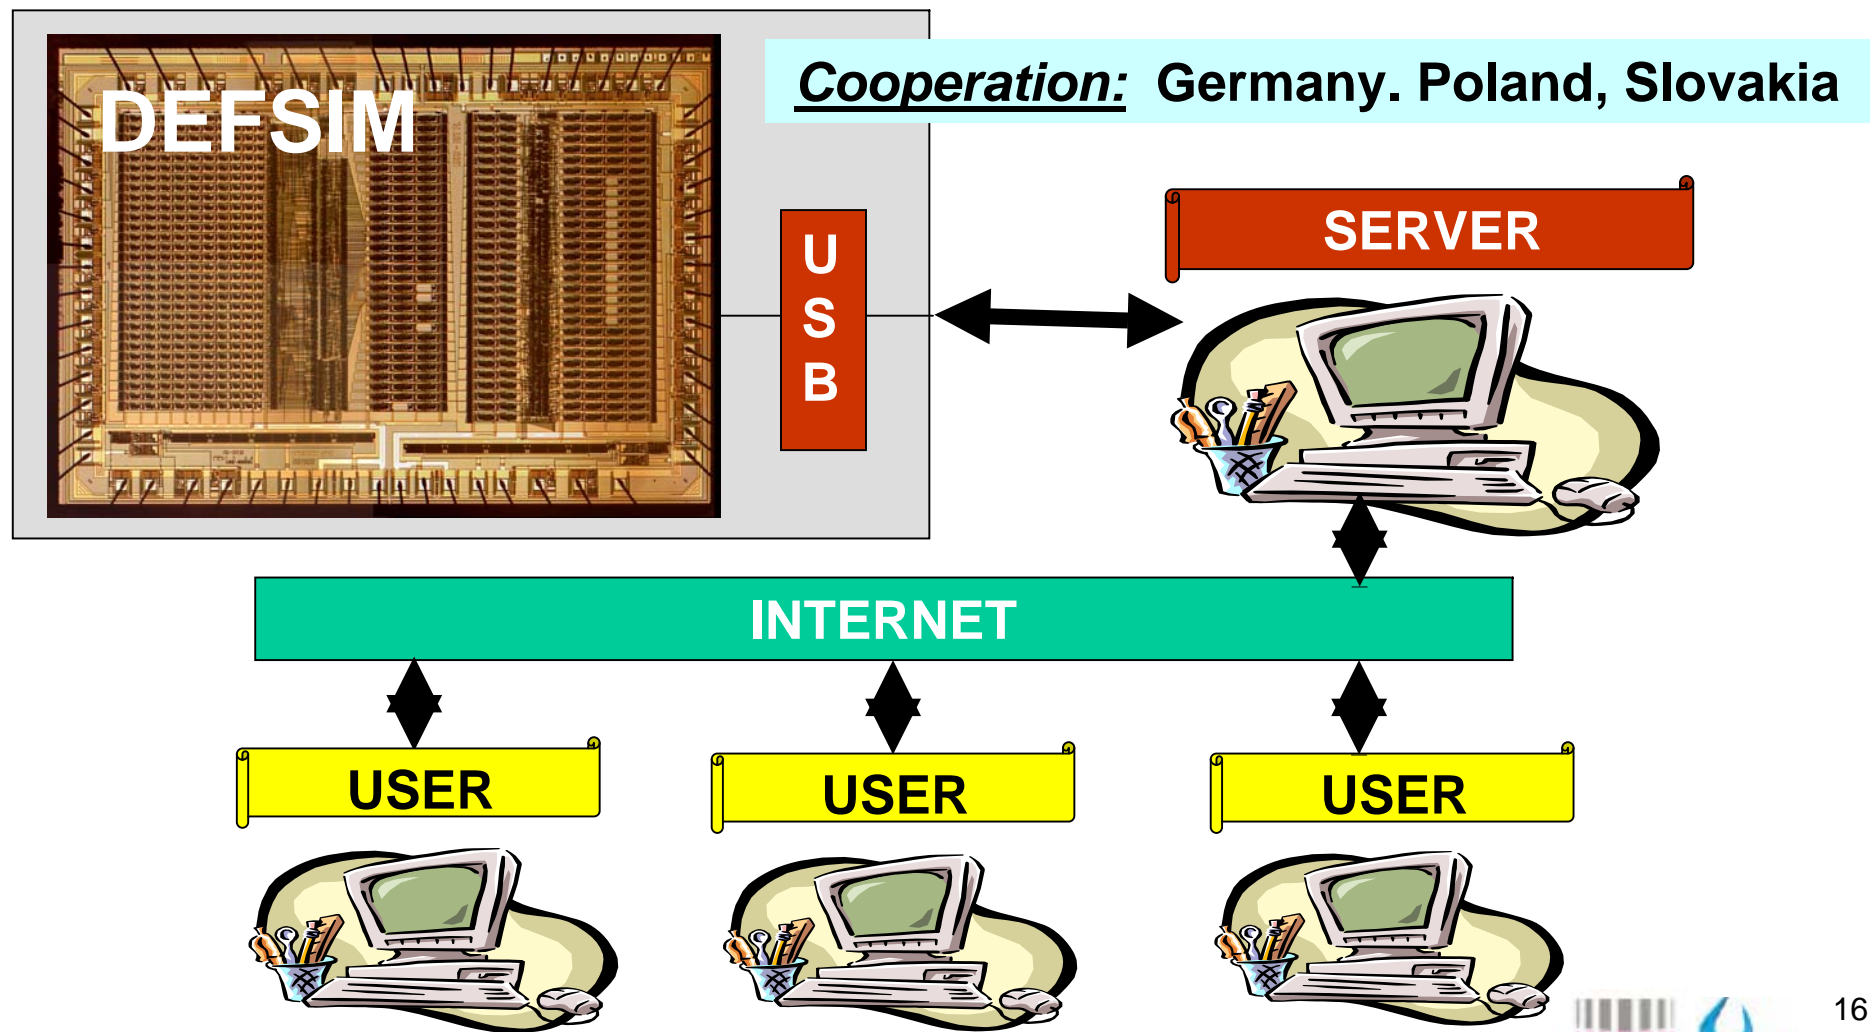 DEFSIM
Cooperation: Germany. Poland, Slovakia
U
S
B
SERVER
INTERNET
USER
USER
USER
16